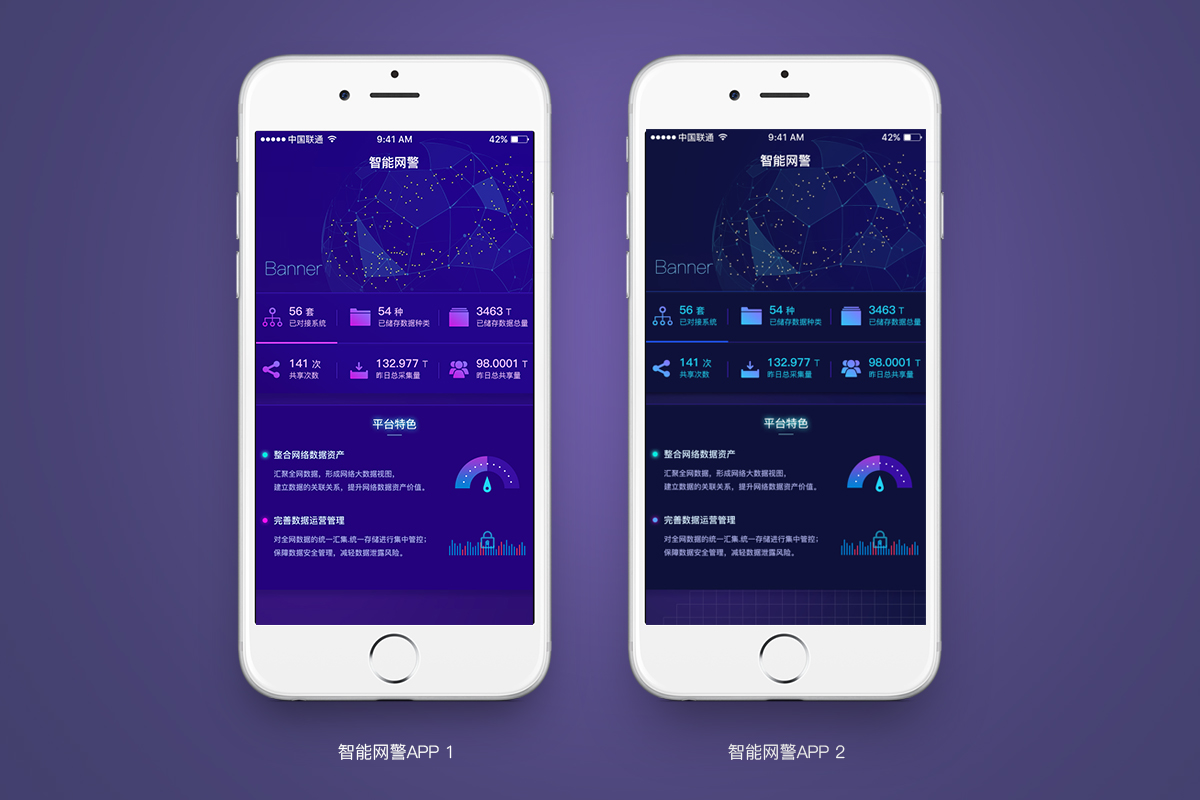 中国联通 9:41 AM 42%
智能网警
Banner
56 套
已对接系统
54 种
已储存数据种类
3463 T
已储存数据总量
141 次
共享次数
132.977 T
昨日总采集量
98.0001 T
昨日总共享量
平台特色
整合网络数据资产
汇聚全网数据，形成网络大数据视图，
建立数据的关联关系，提升网络数据资产价值。
完善数据运营管理
对全网数据的统一汇集.统一存储进行集中管控；
保障数据安全管理，减轻数据泄露风险。
智能网警APP 1
中国联通 9:41 AM 42%
智能网警
Banner
56 套
已对接系统
54 种
已储存数据种类
3463 T
已储存数据总量
141 次
共享次数
132.977 T
昨日总采集量
98.0001 T
昨日总共享量
平台特色
整合网络数据资产
汇聚全网数据，形成网络大数据视图，
建立数据的关联关系，提升网络数据资产价值。
完善数据运营管理
对全网数据的统一汇集.统一存储进行集中管控；
保障数据安全管理，减轻数据泄露风险。
智能网警APP 2